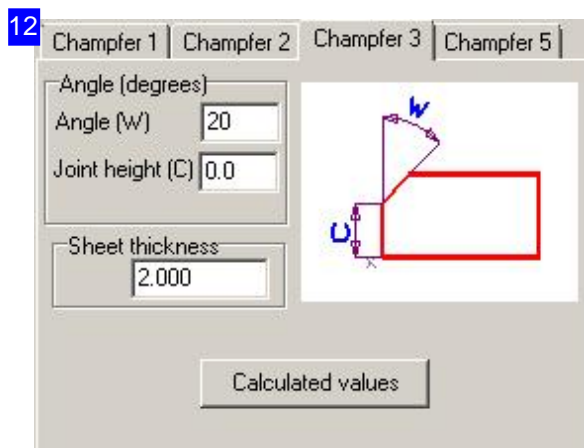 12
Champfer 1 Champfer 2 Champfer 3 Champfer 5
Angle (degrees)
Angle (W) 20
Joint height (C) 0.0
Sheet thickness
2.000
W
C
Calculated values